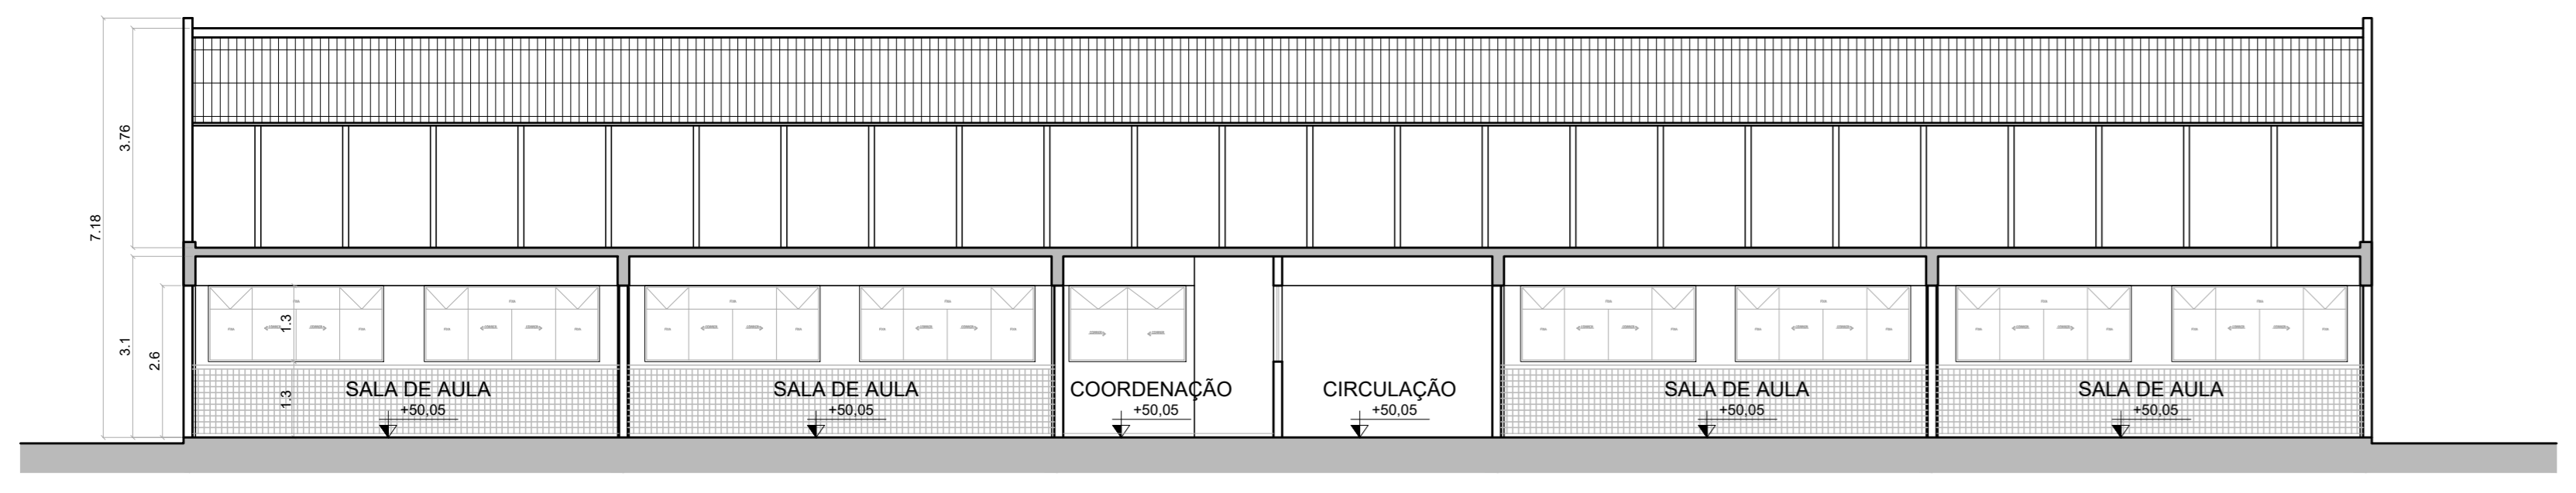 3.76
7.18
3.1
2.6
1.3
1.3
SALA DE AULA
+50,05
SALA DE AULA
+50,05
COORDENAÇÃO
+50,05
CIRCULAÇÃO
+50,05
SALA DE AULA
+50,05
SALA DE AULA
+50,05